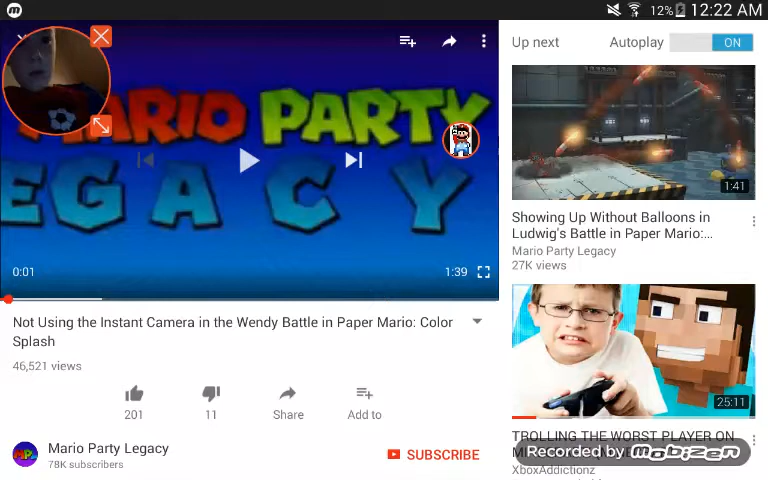 12% 12:22 AM
MARIO PARTY
LEGACY
0:01
1:39
Not Using the Instant Camera in the Wendy Battle in Paper Mario: Color
Splash
46,521 views
201
11
Share
Add to
Mario Party Legacy
78K subscribers
SUBSCRIBE
Up next
Autoplay
ON
1:41
Showing Up Without Balloons in
Ludwig's Battle in Paper Mario:...
Mario Party Legacy
27K views
25:11
TROLLING THE WORST PLAYER ON
Recorded by Mobizen
XboxAddictionz